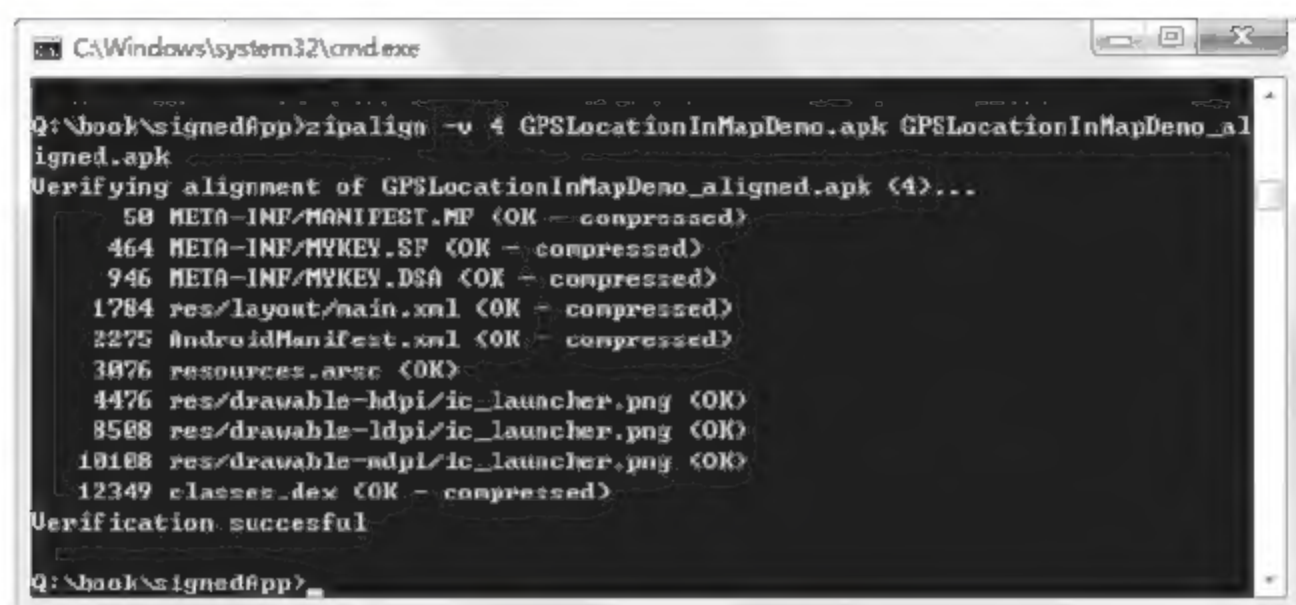 C:\Windows\system32\cmd.exe
Q:\book\signedApp>zipalign -v 4 GPSLocationInMapDemo.apk GPSLocationInMapDemo_al
igned.apk
Verifying alignment of GPSLocationInMapDemo_aligned.apk (4)...
50 META-INF/MANIFEST.MF (OK - compressed)
464 META-INF/MYKEY.SF (OK - compressed)
946 META-INF/MYKEY.DSA (OK - compressed)
1784 res/layout/main.xml (OK - compressed)
2275 AndroidManifest.xml (OK - compressed)
3076 resources.arsc (OK)
4476 res/drawable-hdpi/ic_launcher.png (OK)
8508 res/drawable-ldpi/ic_launcher.png (OK)
10108 res/drawable-mdpi/ic_launcher.png (OK)
12349 classes.dex (OK - compressed)
Verification succesful
Q:\book\signedApp>_